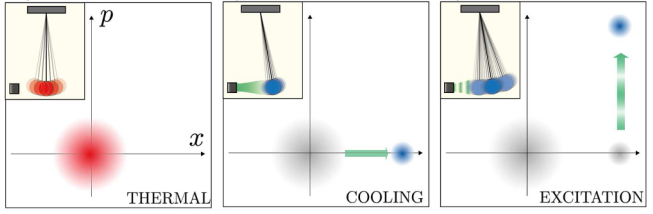 p
x
THERMAL
COOLING
EXCITATION